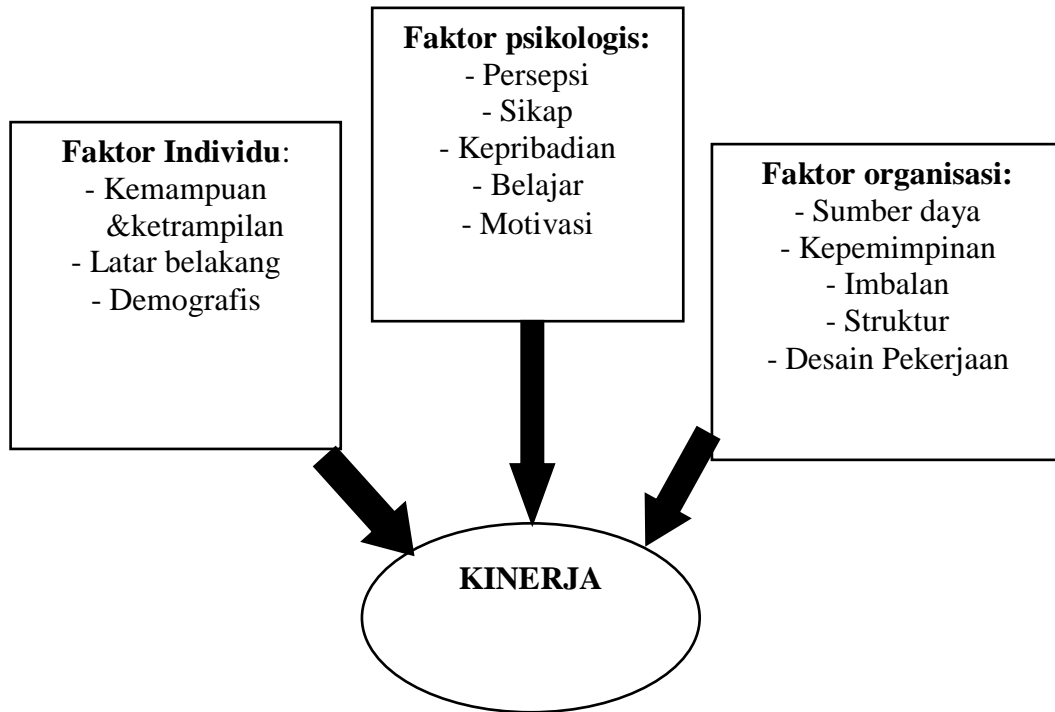 Faktor Individu:
- Kemampuan
&ketrampilan
- Latar belakang
- Demografis
Faktor psikologis:
- Persepsi
- Sikap
- Kepribadian
- Belajar
- Motivasi
Faktor organisasi:
- Sumber daya
- Kepemimpinan
- Imbalan
- Struktur
- Desain Pekerjaan
KINERJA